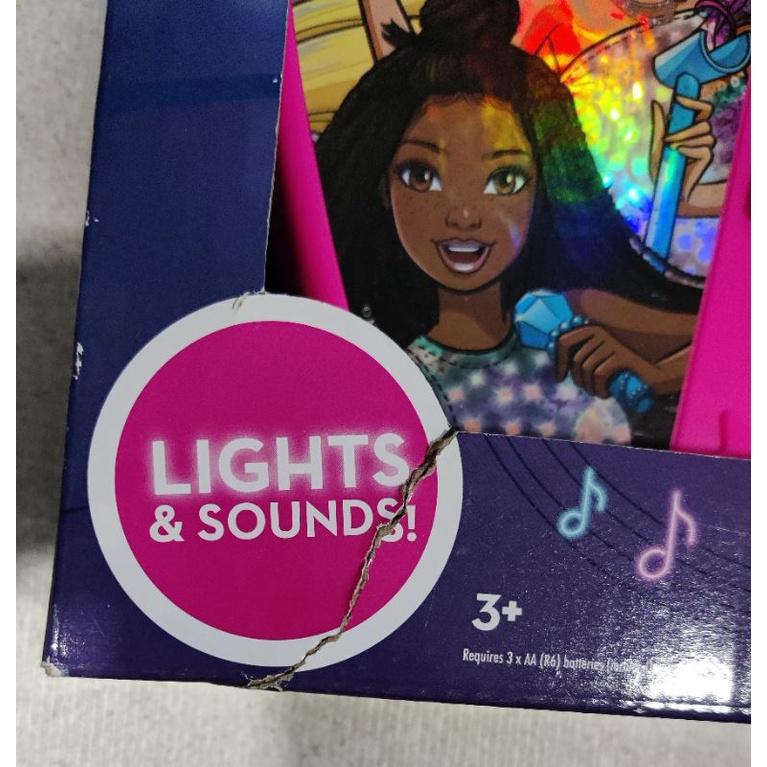 LIGHTS
& SOUNDS!
3+
Requires 3 x AA (R6) batteries